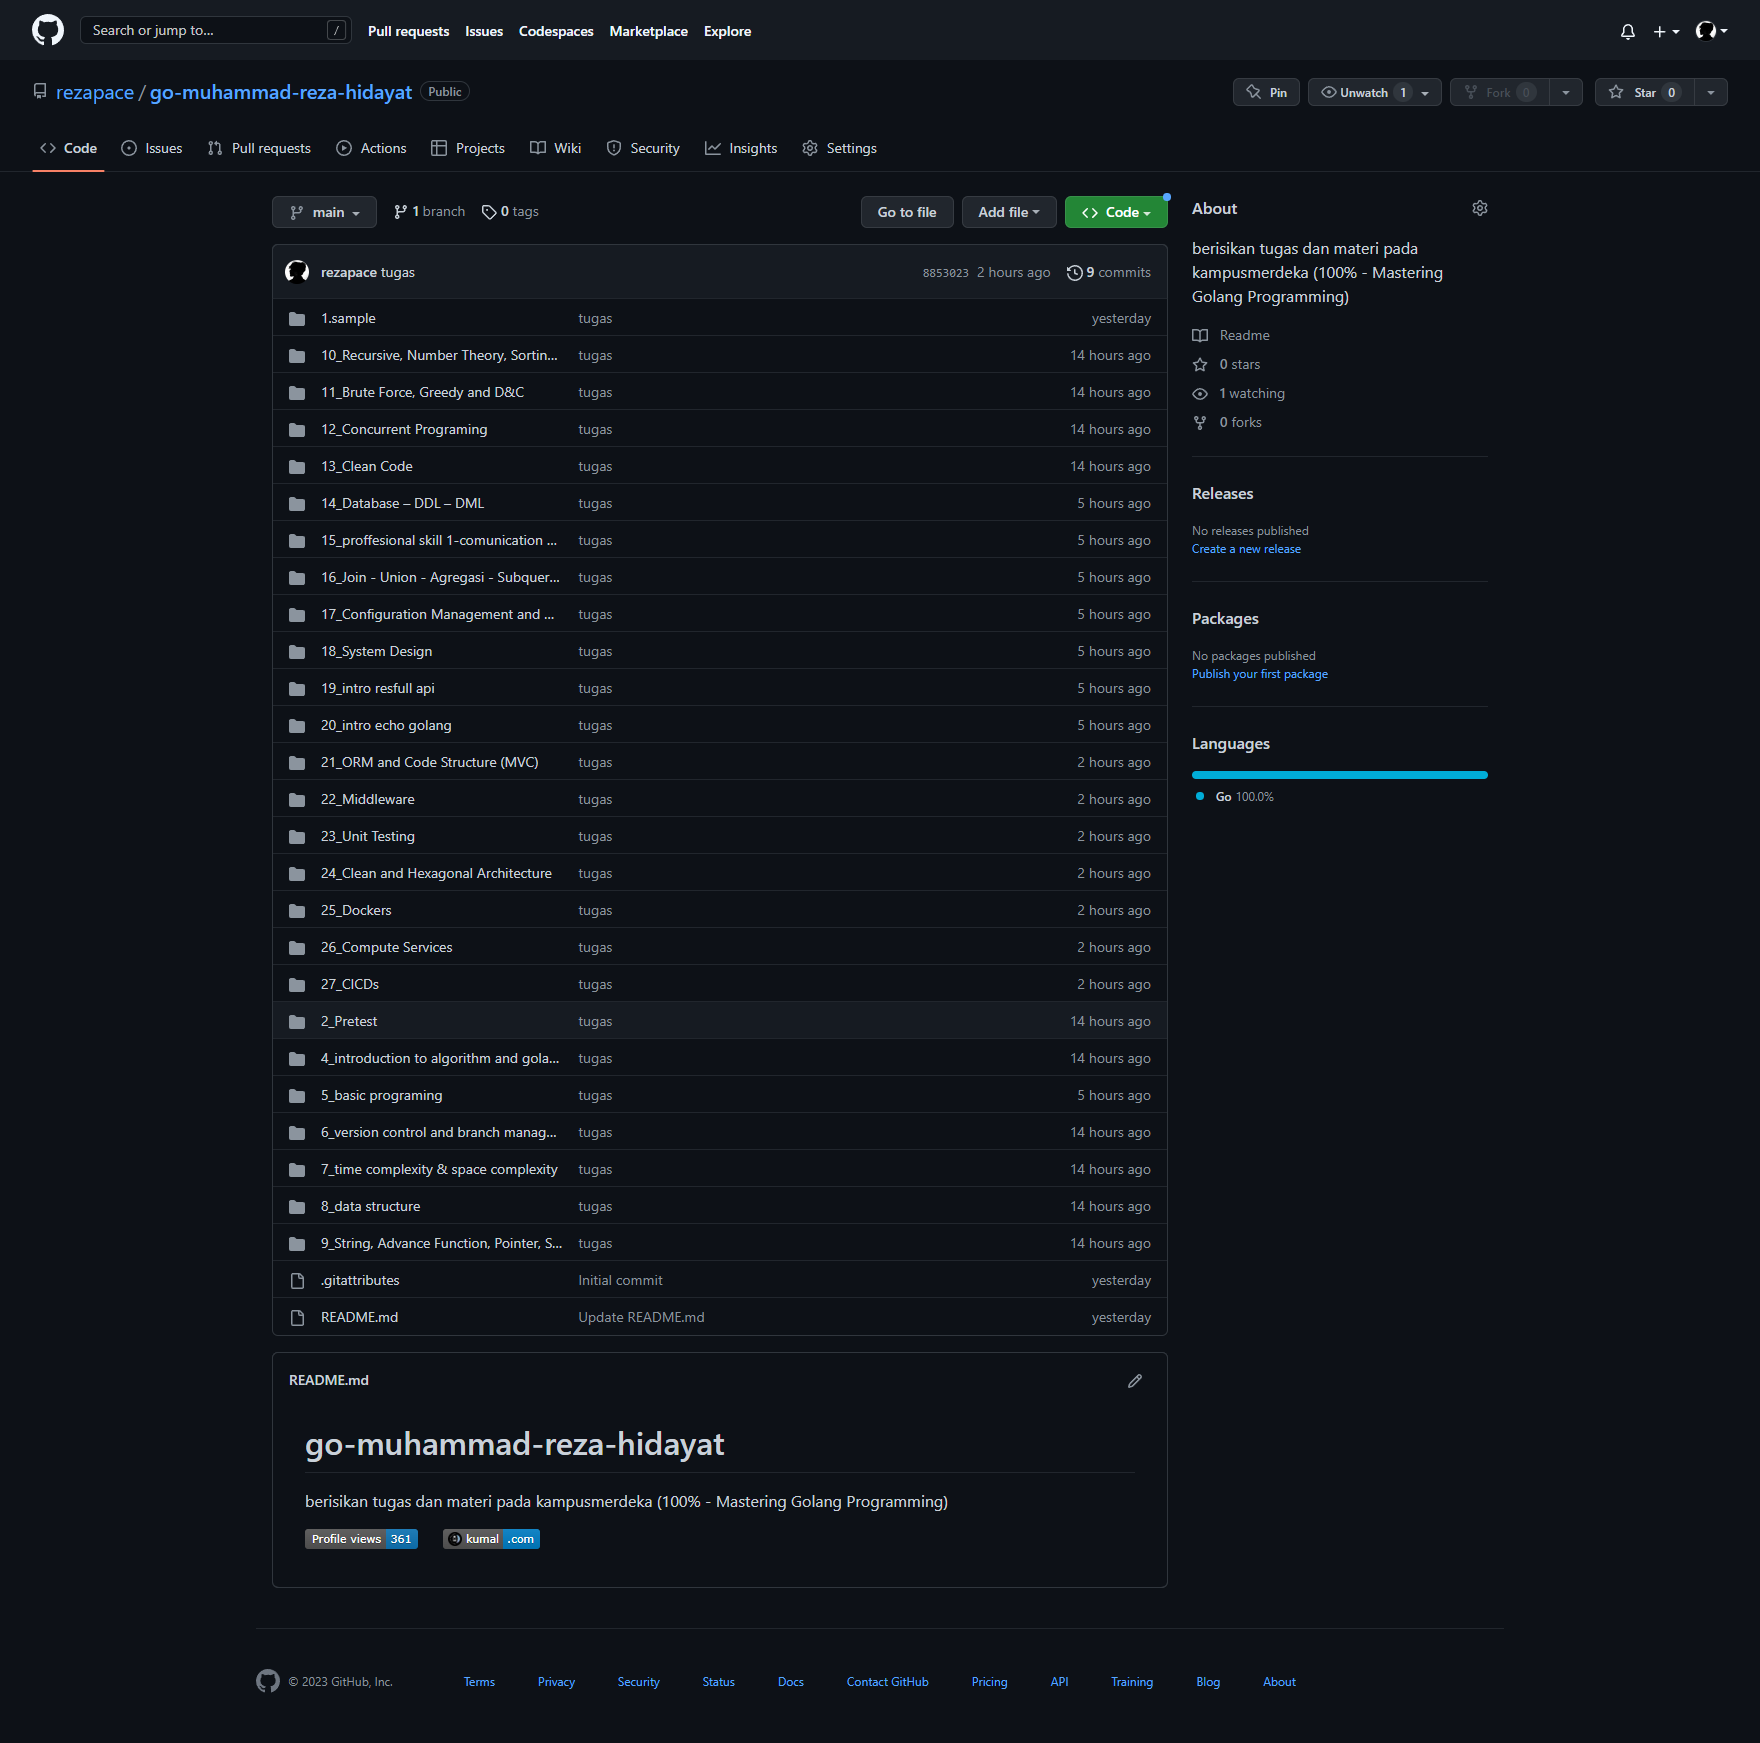 Search or jump to... /
Pull requests Issues Codespaces Marketplace Explore
rezapace / go-muhammad-reza-hidayat Public
Pin Unwatch 1 Fork 0 Star 0
Code Issues Pull requests Actions Projects Wiki Security Insights Settings
main 1 branch 0 tags Go to file Add file Code
rezapace tugas 8853023 2 hours ago 9 commits
1.sample tugas yesterday
10_Recursive, Number Theory, Sortin... tugas 14 hours ago
11_Brute Force, Greedy and D&C tugas 14 hours ago
12_Concurrent Programing tugas 14 hours ago
13_Clean Code tugas 14 hours ago
14_Database – DDL – DML tugas 5 hours ago
15_proffesional skill 1-comunication ... tugas 5 hours ago
16_Join - Union - Agregasi - Subquer... tugas 5 hours ago
17_Configuration Management and ... tugas 5 hours ago
18_System Design tugas 5 hours ago
19_intro resfull api tugas 5 hours ago
20_intro echo golang tugas 5 hours ago
21_ORM and Code Structure (MVC) tugas 2 hours ago
22_Middleware tugas 2 hours ago
23_Unit Testing tugas 2 hours ago
24_Clean and Hexagonal Architecture tugas 2 hours ago
25_Dockers tugas 2 hours ago
26_Compute Services tugas 2 hours ago
27_CICDs tugas 2 hours ago
2_Pretest tugas 14 hours ago
4_introduction to algorithm and gola... tugas 14 hours ago
5_basic programing tugas 5 hours ago
6_version control and branch manag... tugas 14 hours ago
7_time complexity & space complexity tugas 14 hours ago
8_data structure tugas 14 hours ago
9_String, Advance Function, Pointer, S... tugas 14 hours ago
.gitattributes Initial commit yesterday
README.md Update README.md yesterday
README.md
go-muhammad-reza-hidayat
berisikan tugas dan materi pada kampusmerdeka (100% - Mastering Golang Programming)
Profile views 361 kumal .com
About
berisikan tugas dan materi pada
kampusmerdeka (100% - Mastering
Golang Programming)
Readme
0 stars
1 watching
0 forks
Releases
No releases published
Create a new release
Packages
No packages published
Publish your first package
Languages
Go 100.0%
© 2023 GitHub, Inc. Terms Privacy Security Status Docs Contact GitHub Pricing API Training Blog About